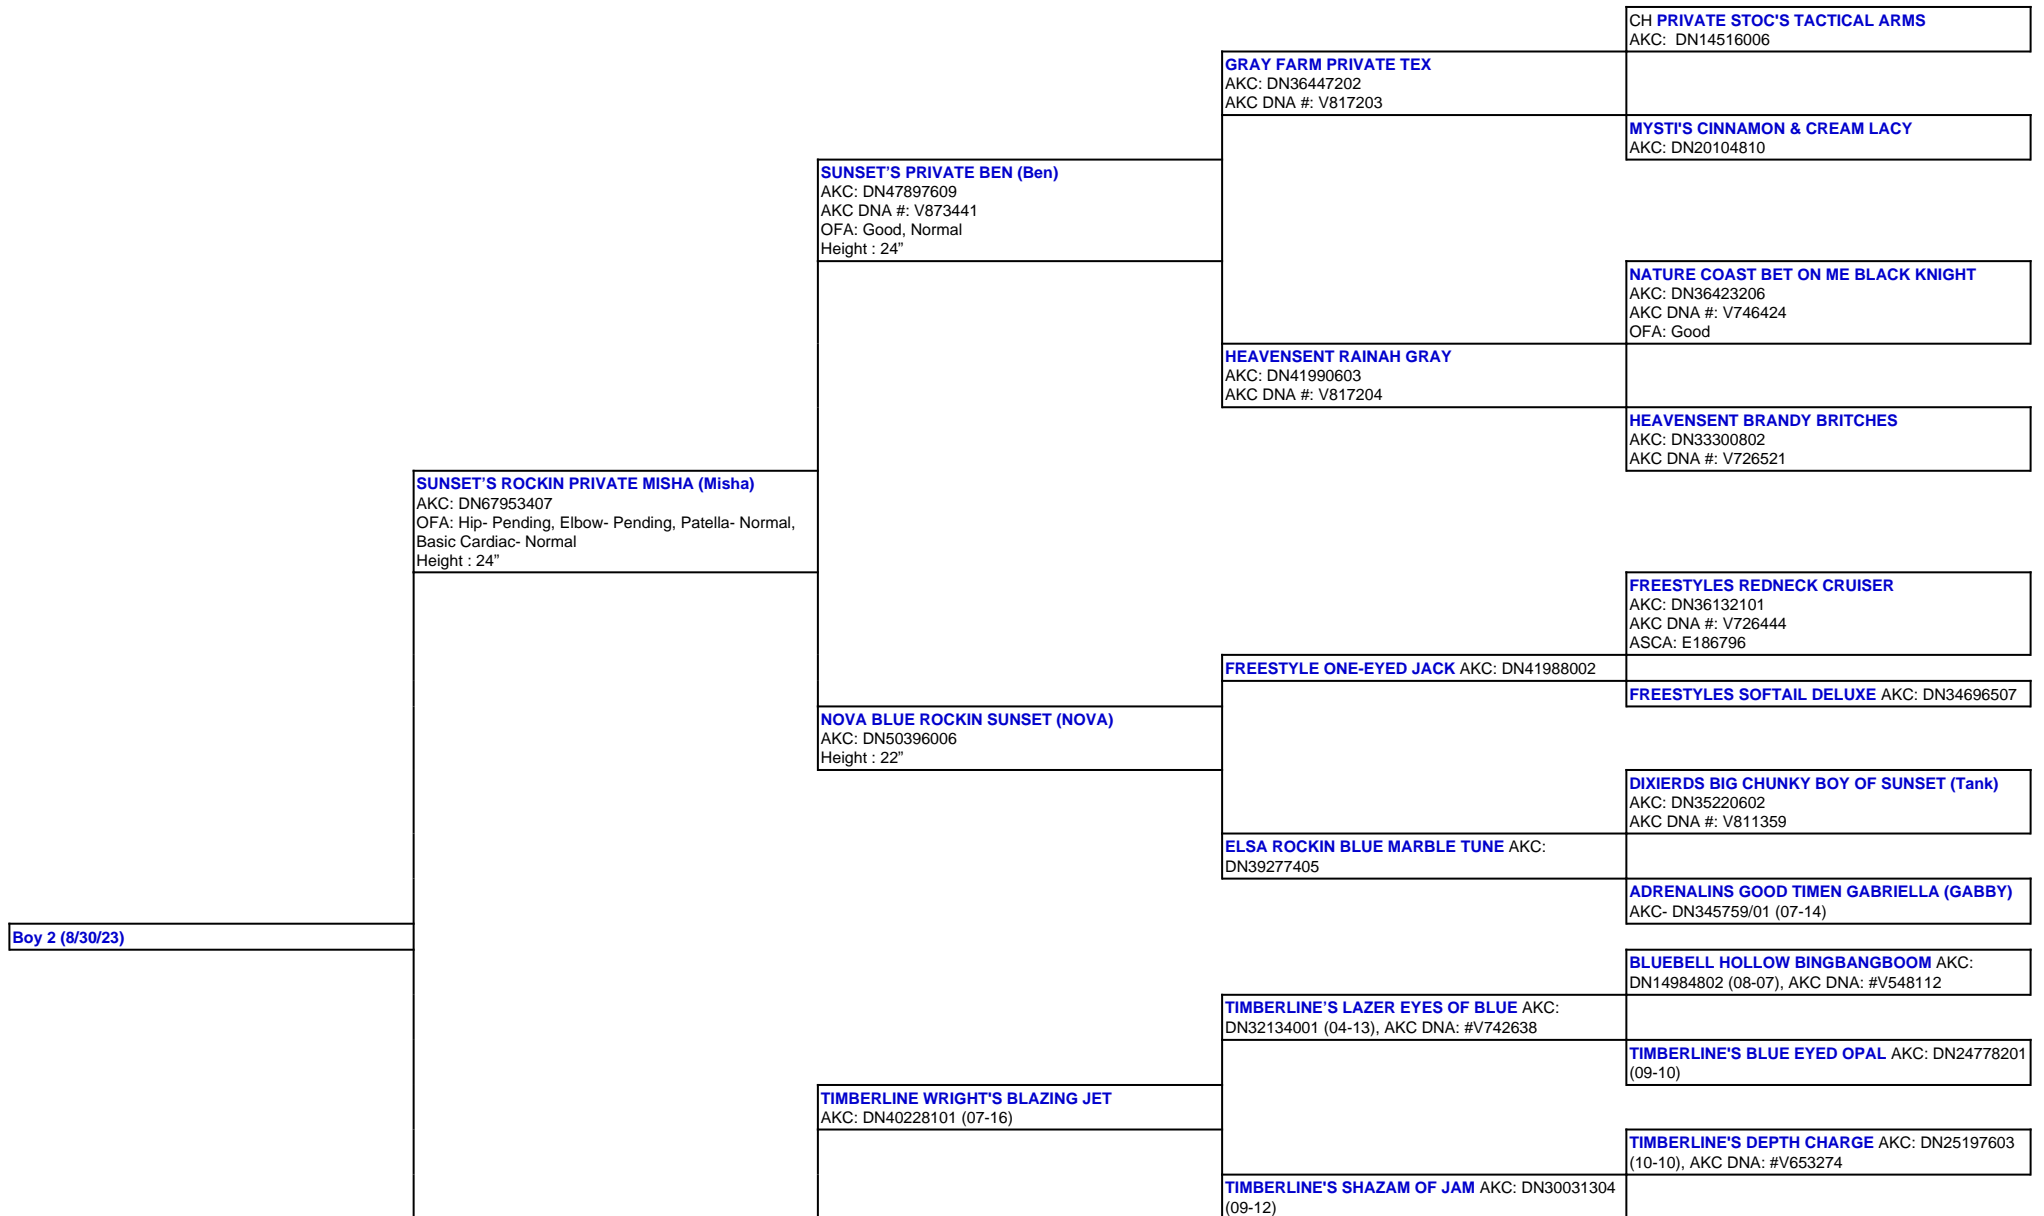 CH PRIVATE STOC'S TACTICAL ARMS
AKC:  DN14516006
GRAY FARM PRIVATE TEX
AKC: DN36447202
AKC DNA #: V817203
MYSTI'S CINNAMON & CREAM LACY
AKC: DN20104810
SUNSET’S PRIVATE BEN (Ben)
AKC: DN47897609
AKC DNA #: V873441
OFA: Good, Normal
Height : 24”
NATURE COAST BET ON ME BLACK KNIGHT
AKC: DN36423206
AKC DNA #: V746424
OFA: Good
HEAVENSENT RAINAH GRAY
AKC: DN41990603
AKC DNA #: V817204
HEAVENSENT BRANDY BRITCHES
AKC: DN33300802
AKC DNA #: V726521
SUNSET’S ROCKIN PRIVATE MISHA (Misha)
AKC: DN67953407
OFA: Hip- Pending, Elbow- Pending, Patella- Normal,
Basic Cardiac- Normal
Height : 24”
FREESTYLES REDNECK CRUISER
AKC: DN36132101
AKC DNA #: V726444
ASCA: E186796
FREESTYLE ONE-EYED JACK AKC: DN41988002
FREESTYLES SOFTAIL DELUXE AKC: DN34696507
NOVA BLUE ROCKIN SUNSET (NOVA)
AKC: DN50396006
Height : 22”
DIXIERDS BIG CHUNKY BOY OF SUNSET (Tank)
AKC: DN35220602
AKC DNA #: V811359
ELSA ROCKIN BLUE MARBLE TUNE AKC:
DN39277405
ADRENALINS GOOD TIMEN GABRIELLA (GABBY)
AKC- DN345759/01 (07-14)
Boy 2 (8/30/23)
BLUEBELL HOLLOW BINGBANGBOOM AKC:
DN14984802 (08-07), AKC DNA: #V548112
TIMBERLINE’S LAZER EYES OF BLUE AKC:
DN32134001 (04-13), AKC DNA: #V742638
TIMBERLINE'S BLUE EYED OPAL AKC: DN24778201
(09-10)
TIMBERLINE WRIGHT'S BLAZING JET
AKC: DN40228101 (07-16)
TIMBERLINE'S DEPTH CHARGE AKC: DN25197603
(10-10), AKC DNA: #V653274
TIMBERLINE'S SHAZAM OF JAM AKC: DN30031304
(09-12)